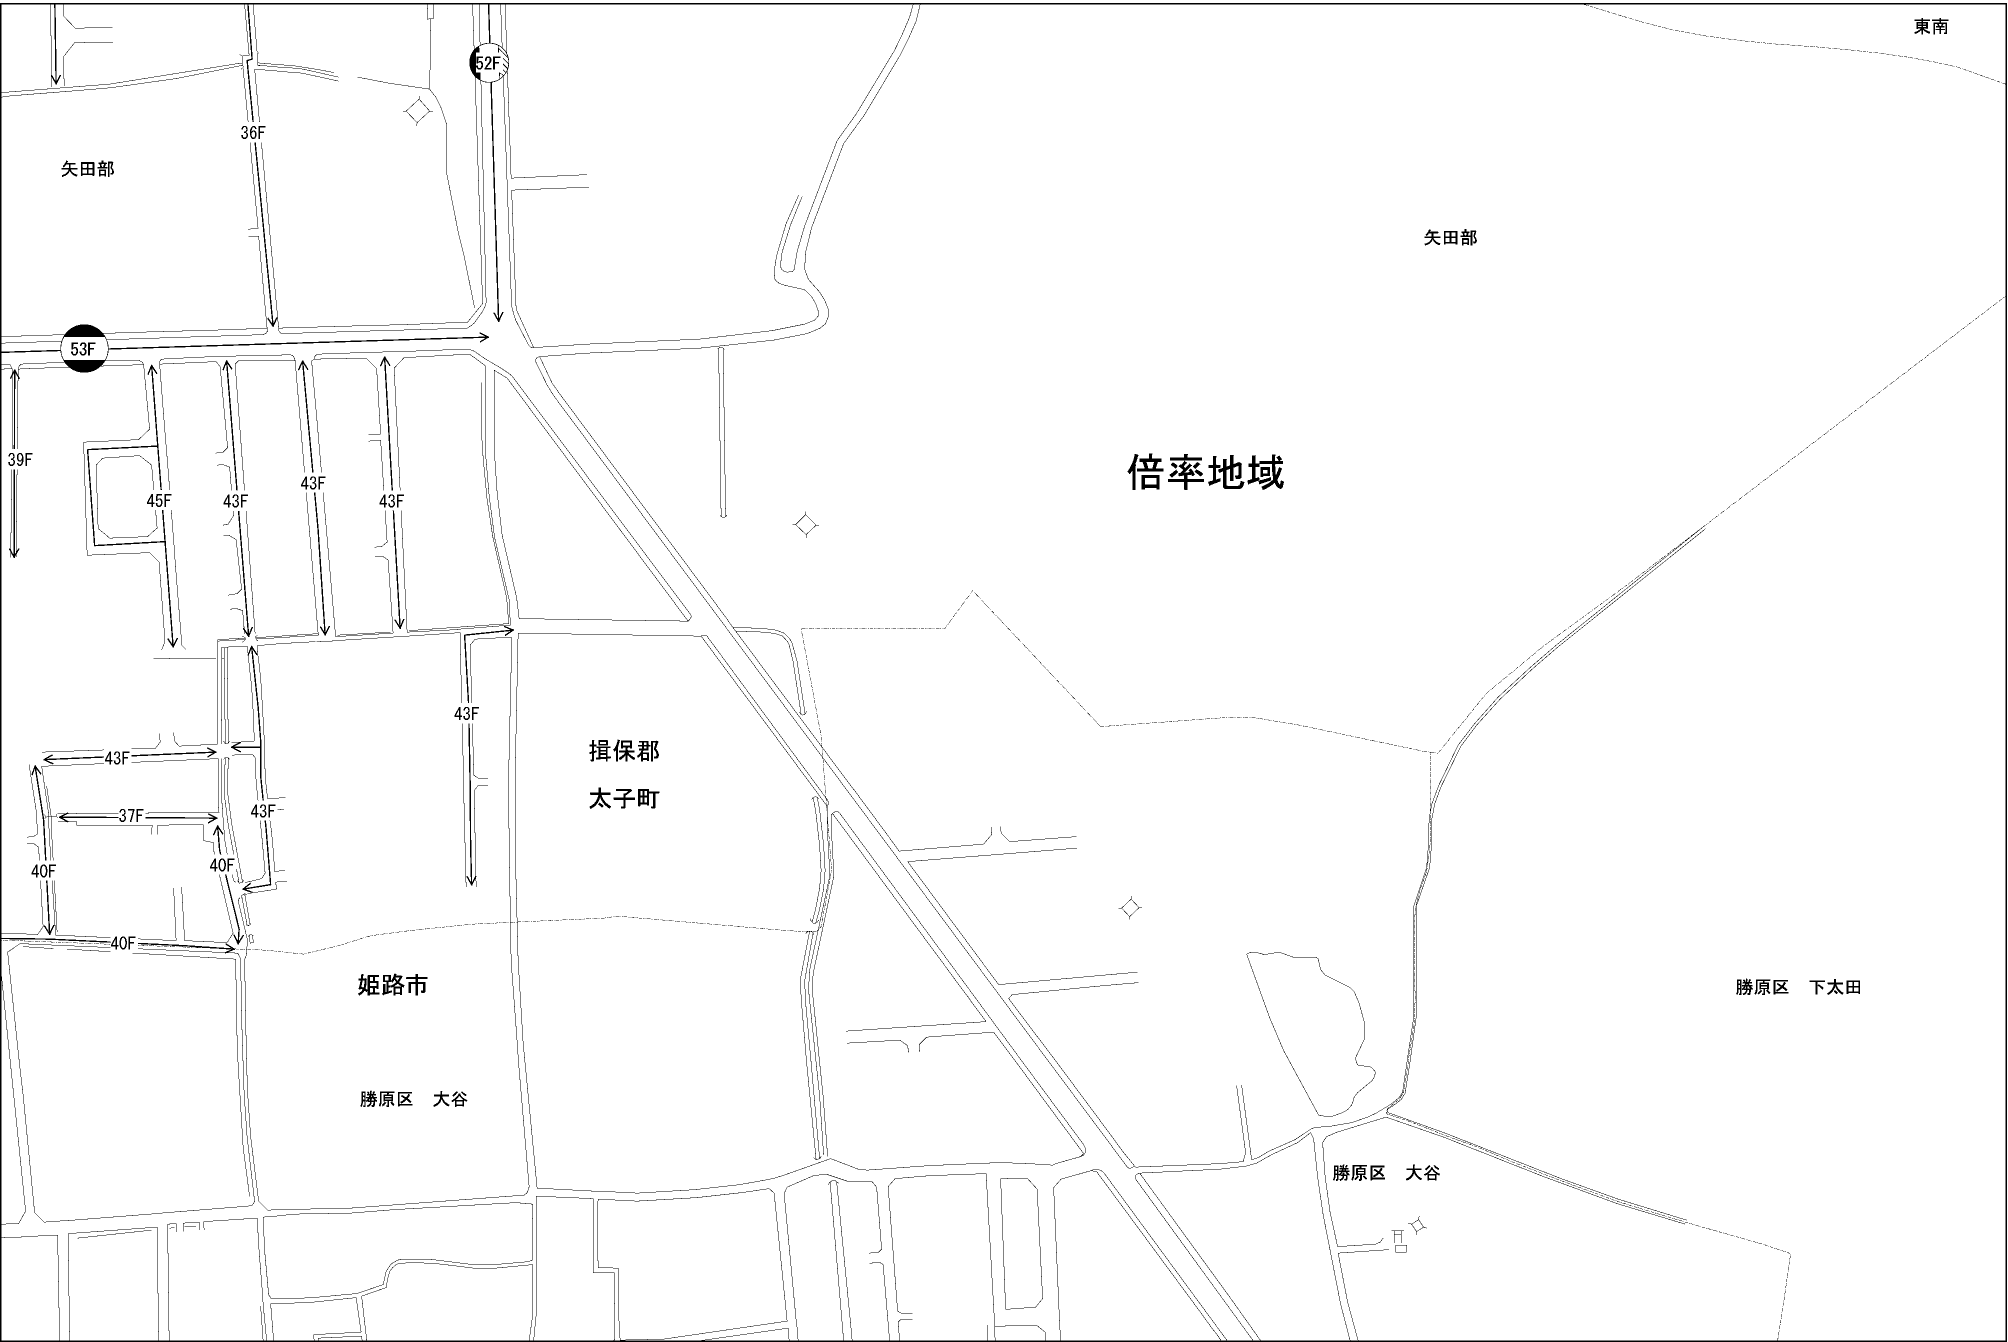 東南
52F
36F
矢田部
矢田部
53F
39F
45F
43F
43F
43F
倍率地域
43F
揖保郡
太子町
43F
37F
43F
40F
40F
40F
姫路市
勝原区　下太田
勝原区　大谷
勝原区　大谷